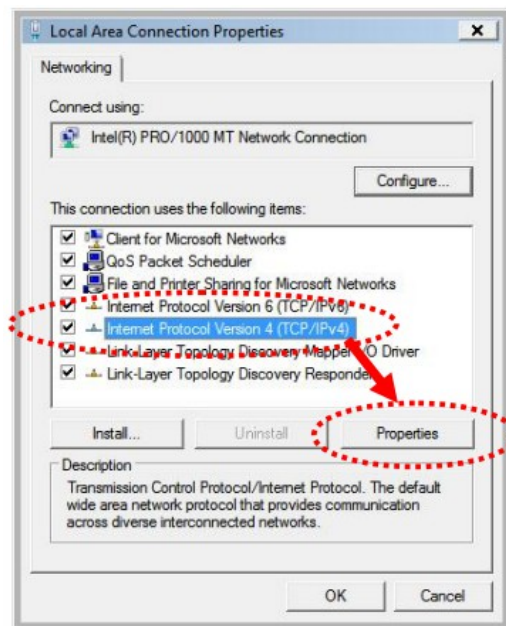 Local Area Connection Properties
Networking
Connect using:
Intel(R) PRO/1000 MT Network Connection
Configure...
This connection uses the following items:
Client for Microsoft Networks
QoS Packet Scheduler
File and Printer Sharing for Microsoft Networks
Internet Protocol Version 6 (TCP/IPv6)
Internet Protocol Version 4 (TCP/IPv4)
Link-Layer Topology Discovery Mapper I/O Driver
Link-Layer Topology Discovery Responder
Install...
Uninstall
Properties
Description
Transmission Control Protocol/Internet Protocol. The default
wide area network protocol that provides communication
across diverse interconnected networks.
OK
Cancel